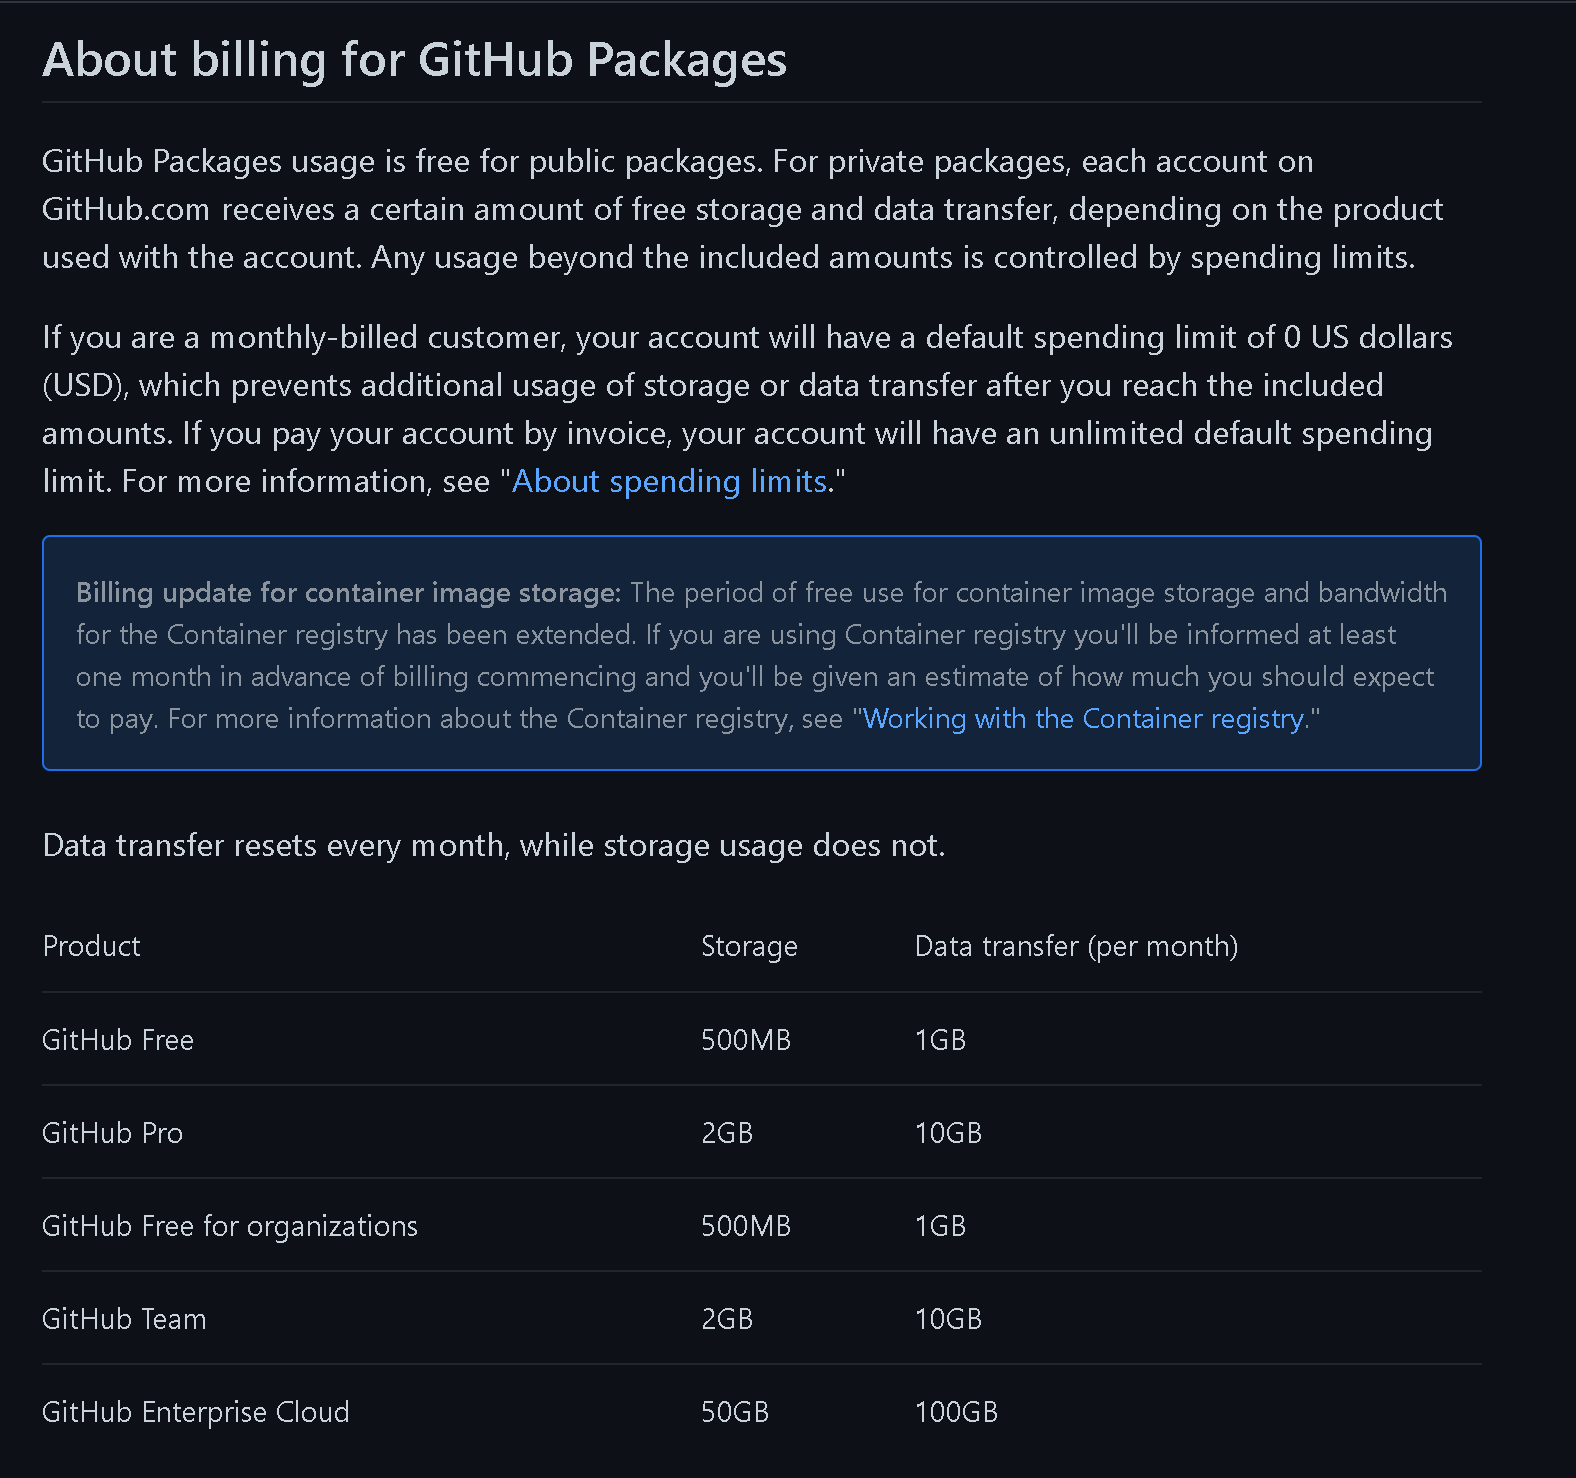 About billing for GitHub Packages
GitHub Packages usage is free for public packages. For private packages, each account on
GitHub.com receives a certain amount of free storage and data transfer, depending on the product
used with the account. Any usage beyond the included amounts is controlled by spending limits.
If you are a monthly-billed customer, your account will have a default spending limit of 0 US dollars
(USD), which prevents additional usage of storage or data transfer after you reach the included
amounts. If you pay your account by invoice, your account will have an unlimited default spending
limit. For more information, see "About spending limits."
Billing update for container image storage: The period of free use for container image storage and bandwidth
for the Container registry has been extended. If you are using Container registry you'll be informed at least
one month in advance of billing commencing and you'll be given an estimate of how much you should expect
to pay. For more information about the Container registry, see "Working with the Container registry."
Data transfer resets every month, while storage usage does not.
Product Storage Data transfer (per month)
GitHub Free 500MB 1GB
GitHub Pro 2GB 10GB
GitHub Free for organizations 500MB 1GB
GitHub Team 2GB 10GB
GitHub Enterprise Cloud 50GB 100GB